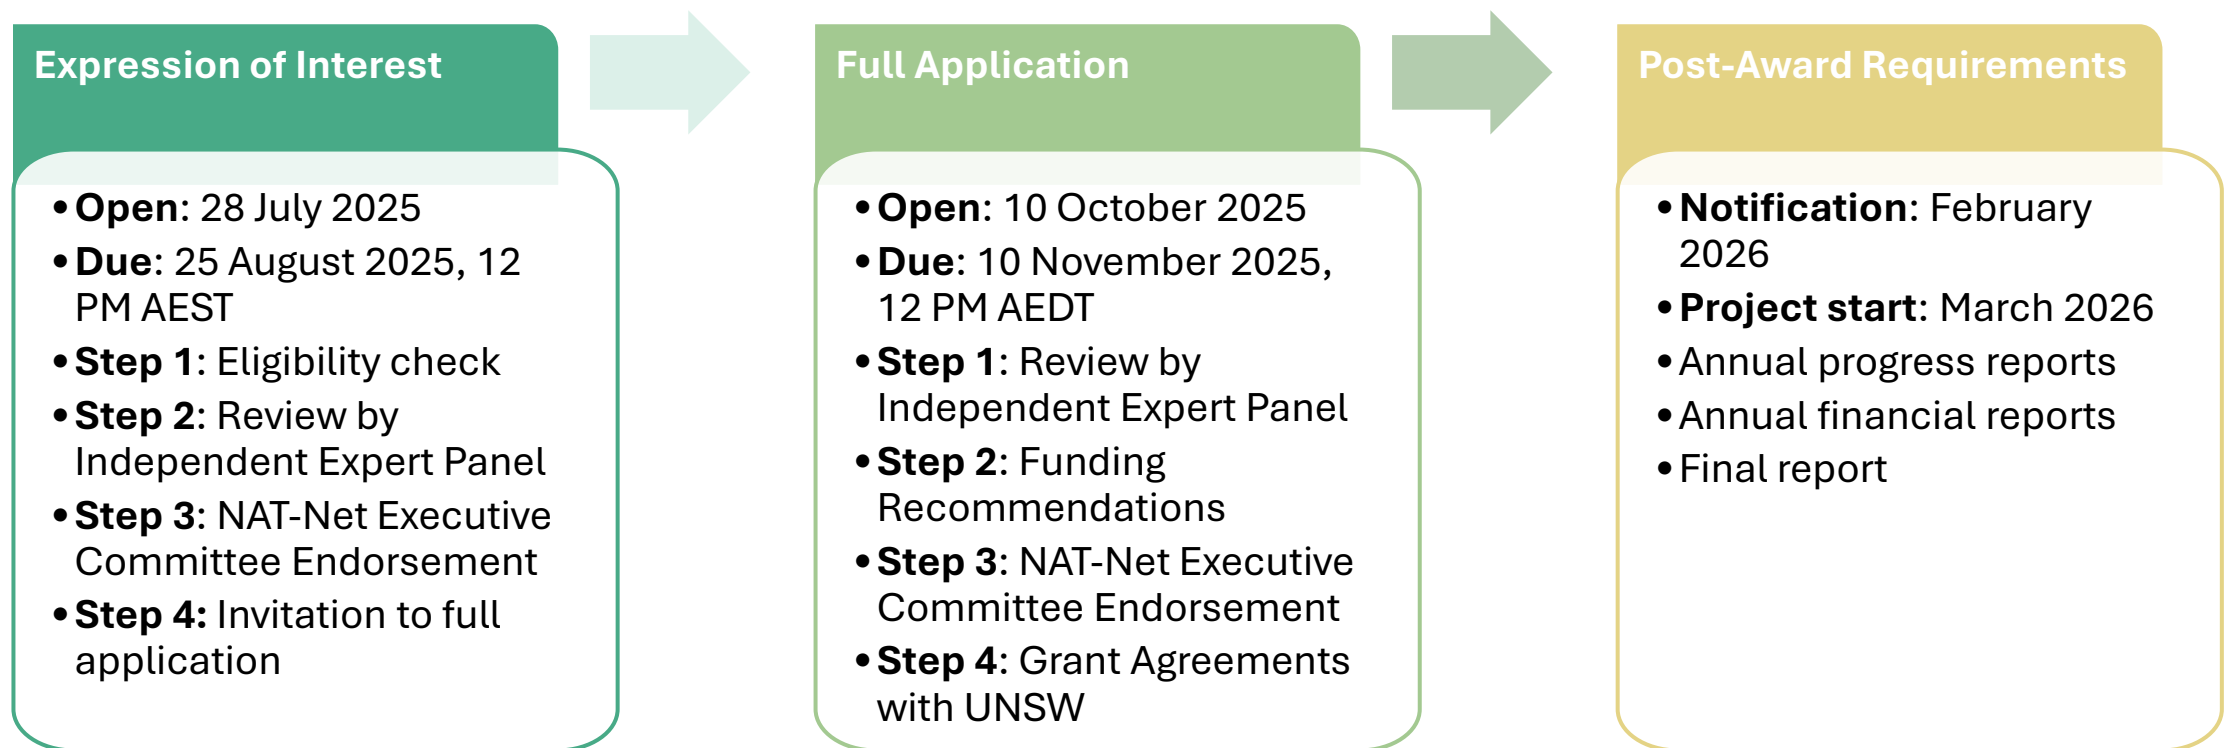 Expression of Interest
• Open: 28 July 2025
• Due: 25 August 2025, 12
PM AEST
• Step 1: Eligibility check
• Step 2: Review by
Independent Expert Panel
• Step 3: NAT-Net Executive
Committee Endorsement
• Step 4: Invitation to full
application
Full Application
• Open: 10 October 2025
• Due: 10 November 2025,
12 PM AEDT
• Step 1: Review by
Independent Expert Panel
• Step 2: Funding
Recommendations
• Step 3: NAT-Net Executive
Committee Endorsement
• Step 4: Grant Agreements
with UNSW
Post-Award Requirements
• Notification: February
2026
• Project start: March 2026
• Annual progress reports
• Annual financial reports
• Final report